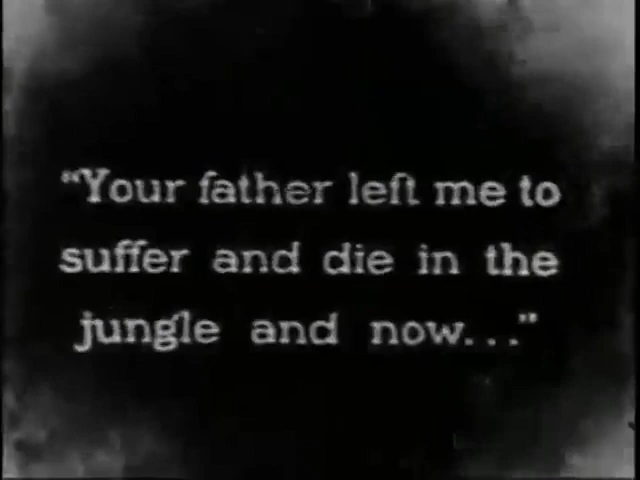 “Your father left me to
suffer and die in the
jungle and now...”